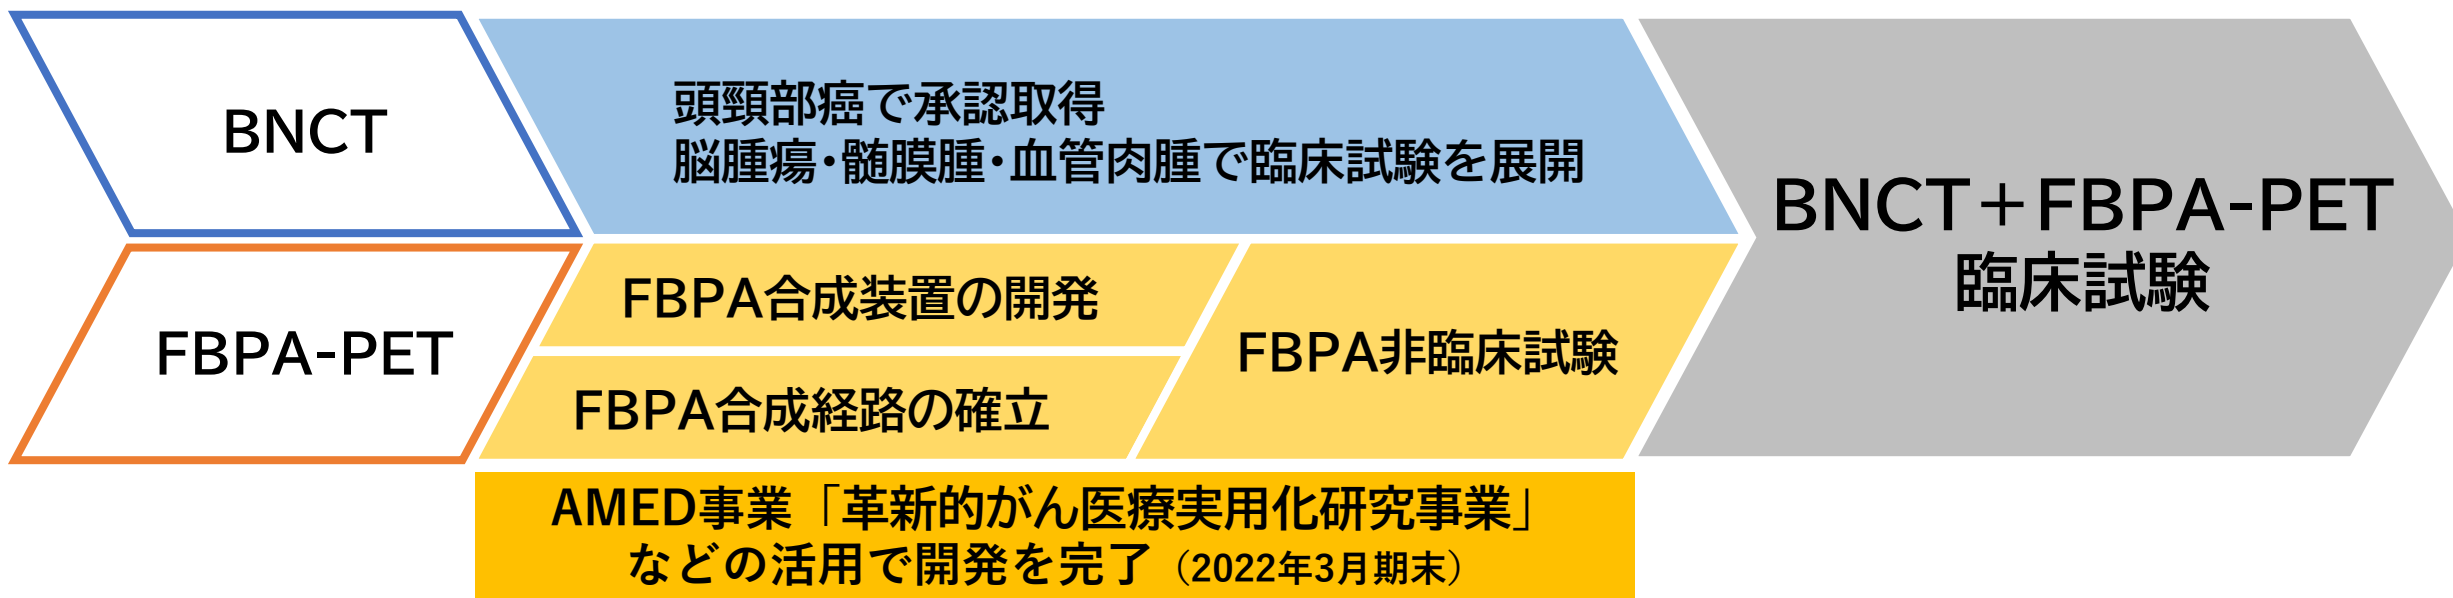 BNCT
頭頸部癌で承認取得
脳腫瘍・髄膜腫・血管肉腫で臨床試験を展開
FBPA-PET
FBPA合成装置の開発
FBPA合成経路の確立
FBPA非臨床試験
BNCT＋FBPA-PET
臨床試験
AMED事業「革新的がん医療実用化研究事業」
などの活用で開発を完了（2022年3月期末）